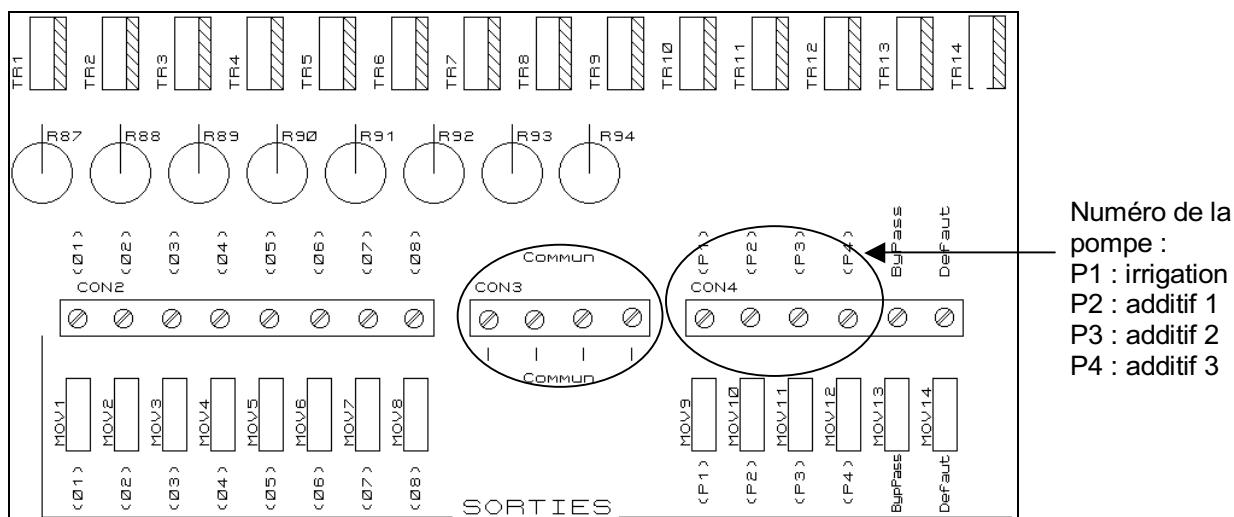 TR1 TR2 TR3 TR4 TR5 TR6 TR7 TR8 TR9 TR10 TR11 TR12 TR13 TR14
R87 R88 R89 R90 R91 R92 R93 R94
(01) (02) (03) (04) (05) (06) (07) (08) Commun (P1) (P2) (P3) (P4) ByPass Defaut
CON2 CON3 CON4
Commun
MOV1 MOV2 MOV3 MOV4 MOV5 MOV6 MOV7 MOV8 MOV9 MOV10 MOV11 MOV12 MOV13 MOV14
(01) (02) (03) (04) (05) (06) (07) (08) (P1) (P2) (P3) (P4) BypPass Defaut
SORTIES
Numéro de la
pompe :
P1 : irrigation
P2 : additif 1
P3 : additif 2
P4 : additif 3